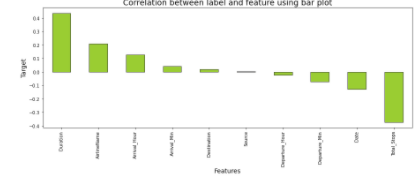 Correlation between label and feature using bar plot
0.4
0.3
0.2
0.1
0.0
−0.1
−0.2
−0.3
−0.4
Target
Duration
AirlineName
Arrival_Hour
Arrival_Min
Destination
Source
Departure_Hour
Departure_Min
Date
Total_Stops
Features